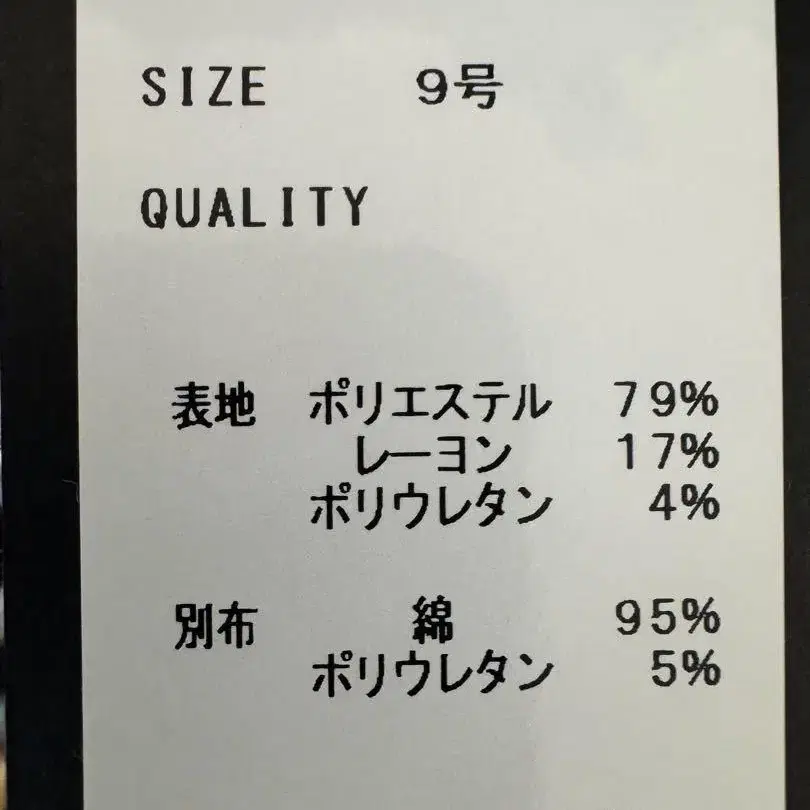 SIZE 9号
QUALITY
表地 ポリエステル 79%
レーヨン 17%
ポリウレタン 4%
別布 綿 95%
ポリウレタン 5%